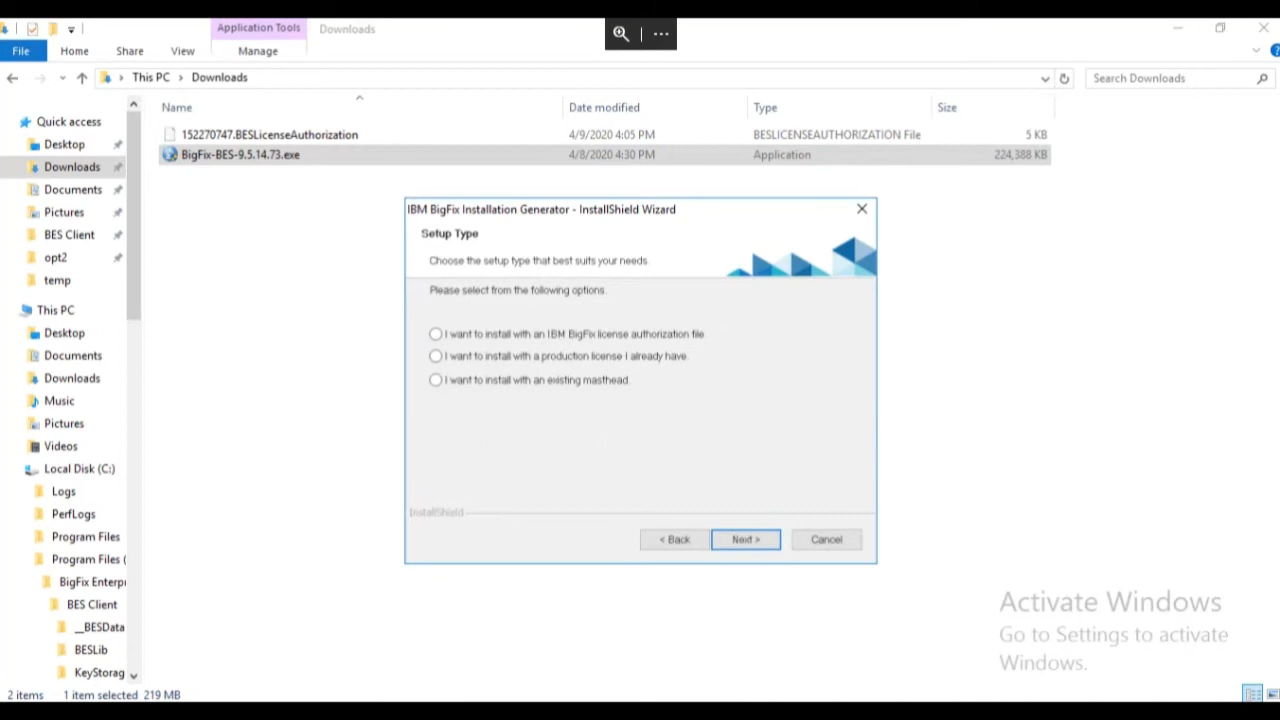 Application Tools
Downloads
File
Home
Share
View
Manage
This PC
Downloads
Search Downloads
Name
Date modified
Type
Size
152270747.BESLicenseAuthorization
4/9/2020 4:05 PM
BESLICENSEAUTHORIZATION File
5 KB
BigFix-BES-9.5.14.73.exe
4/8/2020 4:30 PM
Application
224,388 KB
Quick access
Desktop
Downloads
Documents
Pictures
BES Client
opt2
temp
This PC
Desktop
Documents
Downloads
Music
Pictures
Videos
Local Disk (C:)
Logs
PerfLogs
Program Files
Program Files (
BigFix Enterpr
BES Client
__BESData
BESLib
KeyStorag
IBM BigFix Installation Generator - InstallShield Wizard
Setup Type
Choose the setup type that best suits your needs.
Please select from the following options.
I want to install with an IBM BigFix license authorization file.
I want to install with a production license I already have.
I want to install with an existing masthead.
InstallShield
< Back
Next >
Cancel
Activate Windows
Go to Settings to activate
Windows.
2 items
1 item selected 219 MB